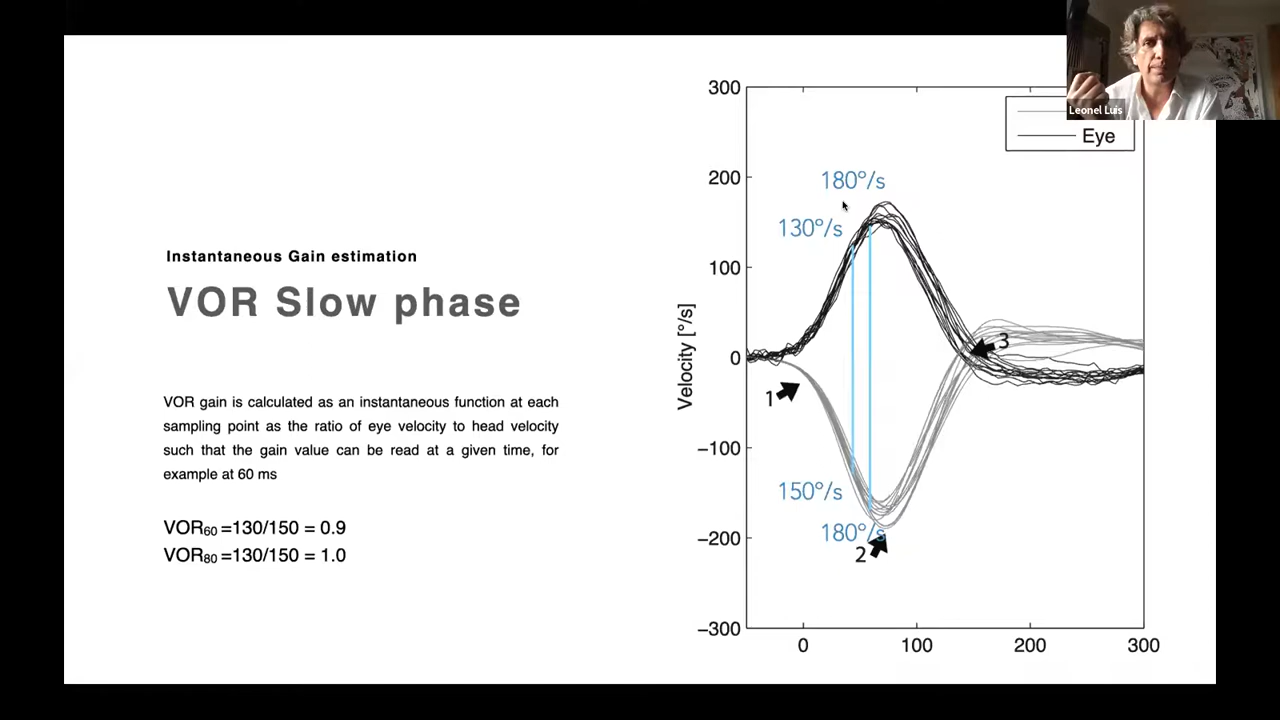 Leonel Luis
Eye
Instantaneous Gain estimation
VOR Slow phase
VOR gain is calculated as an instantaneous function at each
sampling point as the ratio of eye velocity to head velocity
such that the gain value can be read at a given time, for
example at 60 ms
VOR60 =130/150 = 0.9
VOR80 =130/150 = 1.0
Velocity [°/s]
300
200
100
0
−100
−200
−300
180°/s
130°/s
1
3
150°/s
180°/s
2
0
100
200
300